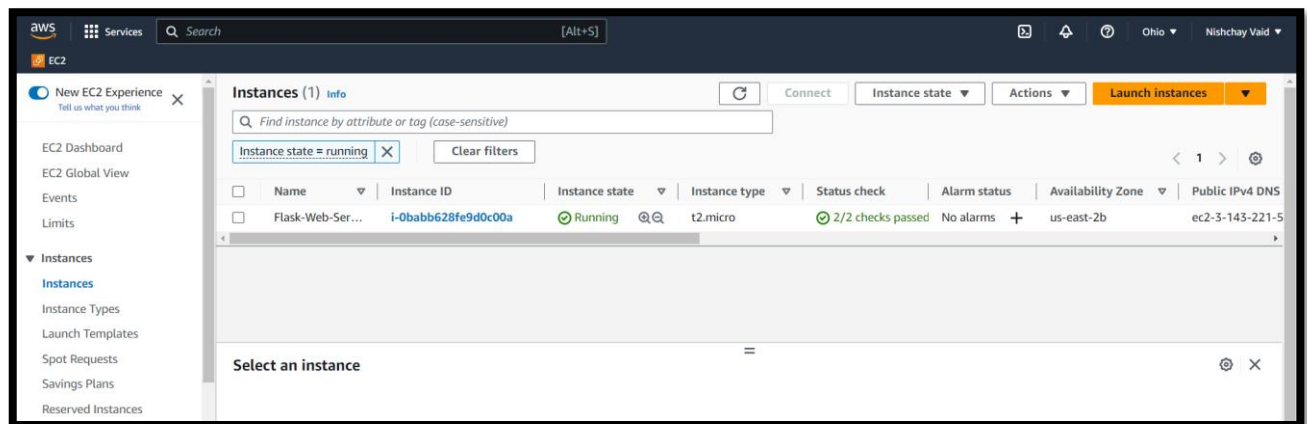 aws Services Search [Alt+S] Ohio Nishchay Vaid
EC2
New EC2 Experience
Tell us what you think
EC2 Dashboard
EC2 Global View
Events
Limits
Instances
Instances
Instance Types
Launch Templates
Spot Requests
Savings Plans
Reserved Instances
Instances (1) Info Connect Instance state Actions Launch instances
Find instance by attribute or tag (case-sensitive)
Instance state = running Clear filters
1
Name Instance ID Instance state Instance type Status check Alarm status Availability Zone Public IPv4 DNS
Flask-Web-Ser... i-0babb628fe9d0c00a Running t2.micro 2/2 checks passed No alarms + us-east-2b ec2-3-143-221-5
Select an instance